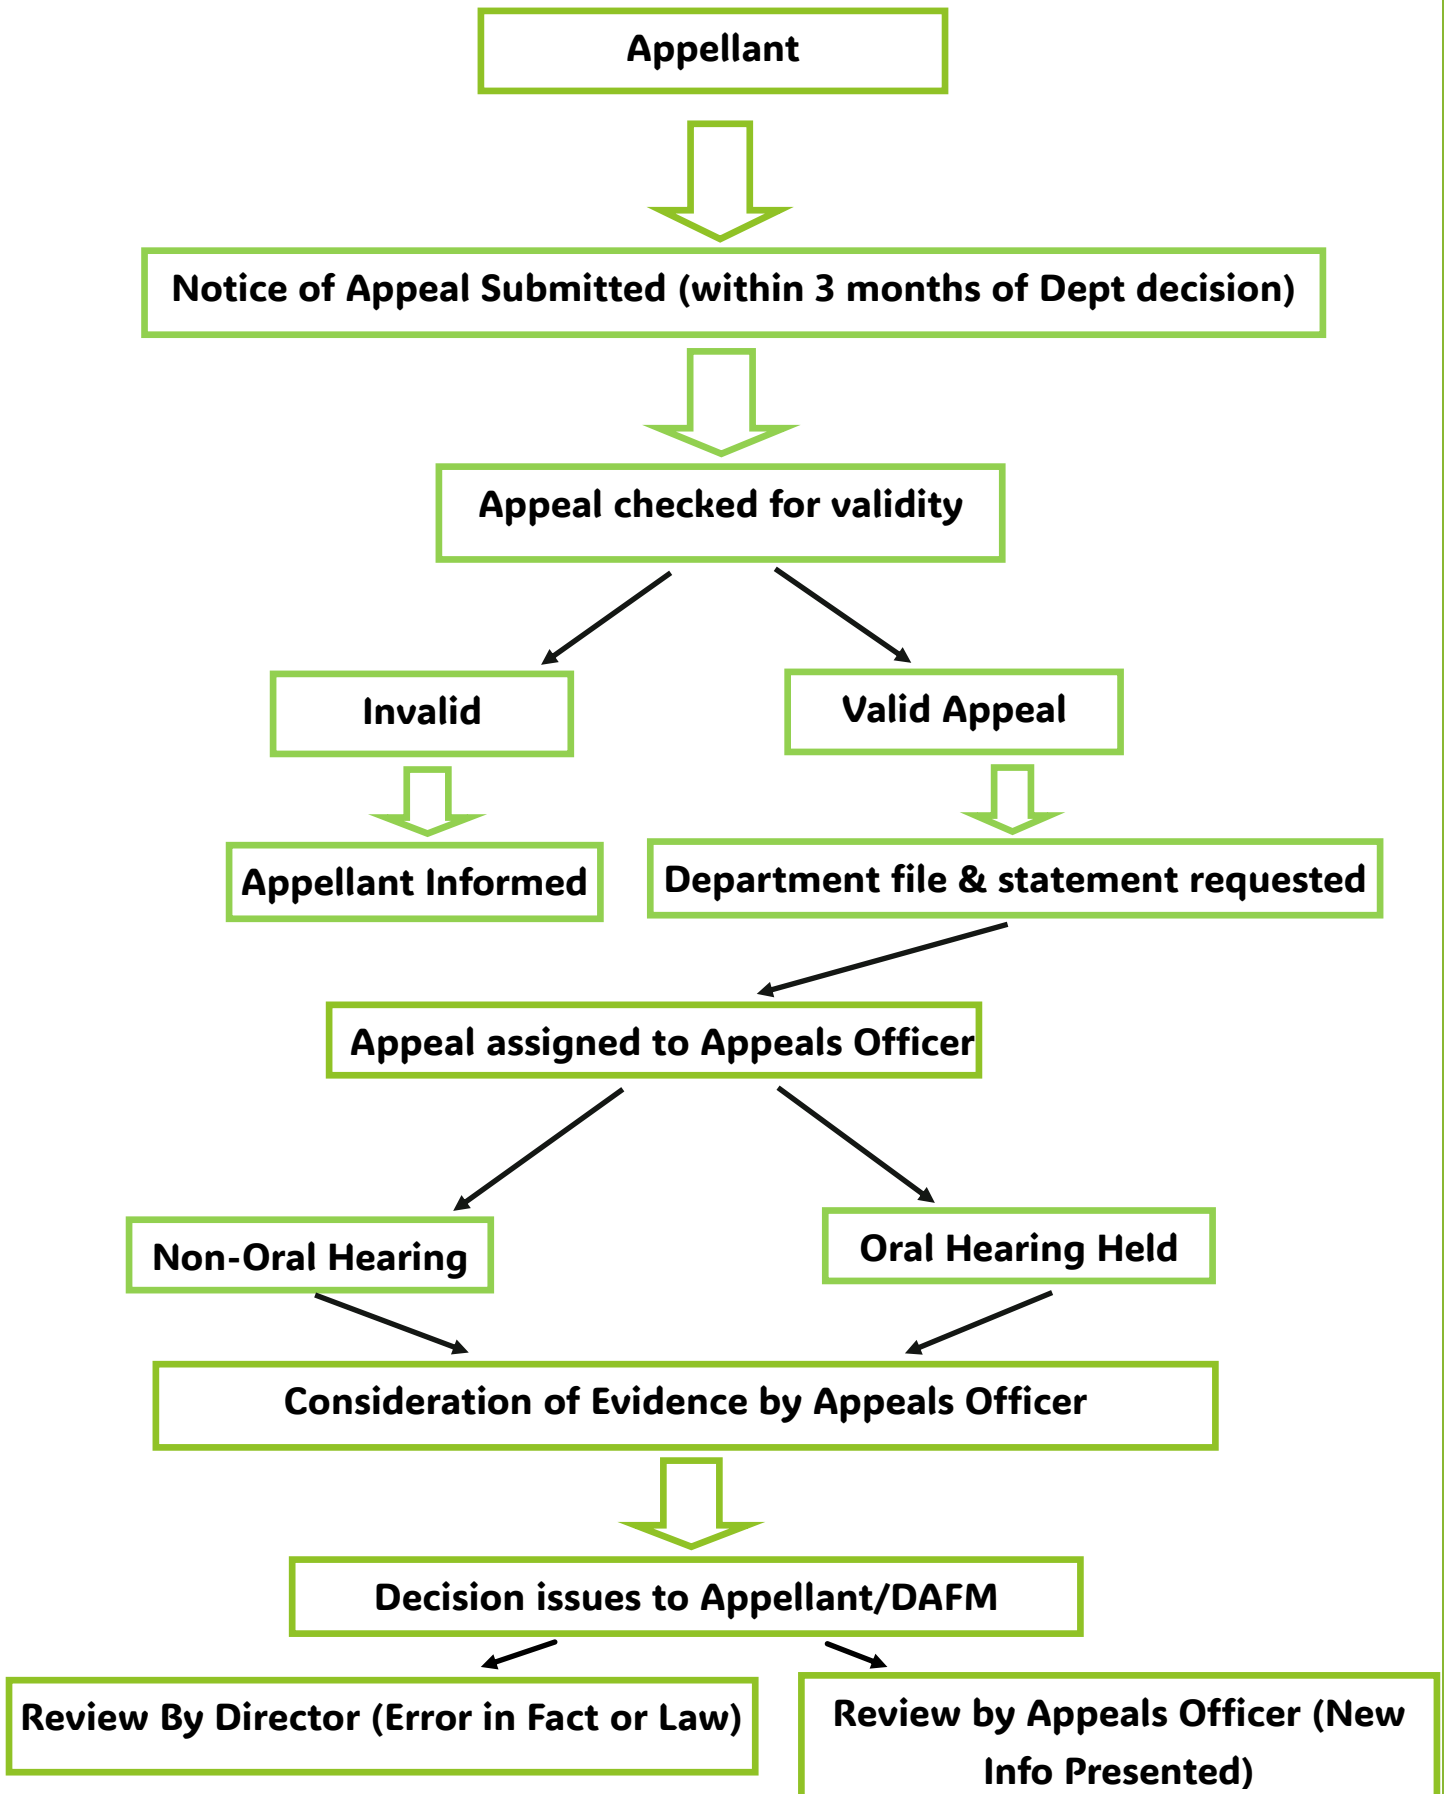 Appellant
Notice of Appeal Submitted (within 3 months of Dept decision)
Appeal checked for validity
Invalid
Valid Appeal
Appellant Informed
Department file & statement requested
Appeal assigned to Appeals Officer
Non-Oral Hearing
Oral Hearing Held
Consideration of Evidence by Appeals Officer
Decision issues to Appellant/DAFM
Review By Director (Error in Fact or Law)
Review by Appeals Officer (New
Info Presented)